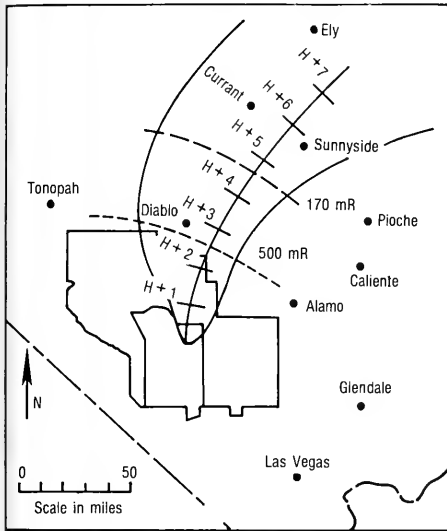 Ely
H+7
Currant
H+6
H+5
Sunnyside
H+4
Tonopah
170 mR
Diablo
H+3
Pioche
500 mR
H+2
Caliente
H+1
Alamo
N
Glendale
0 50
Las Vegas
Scale in miles